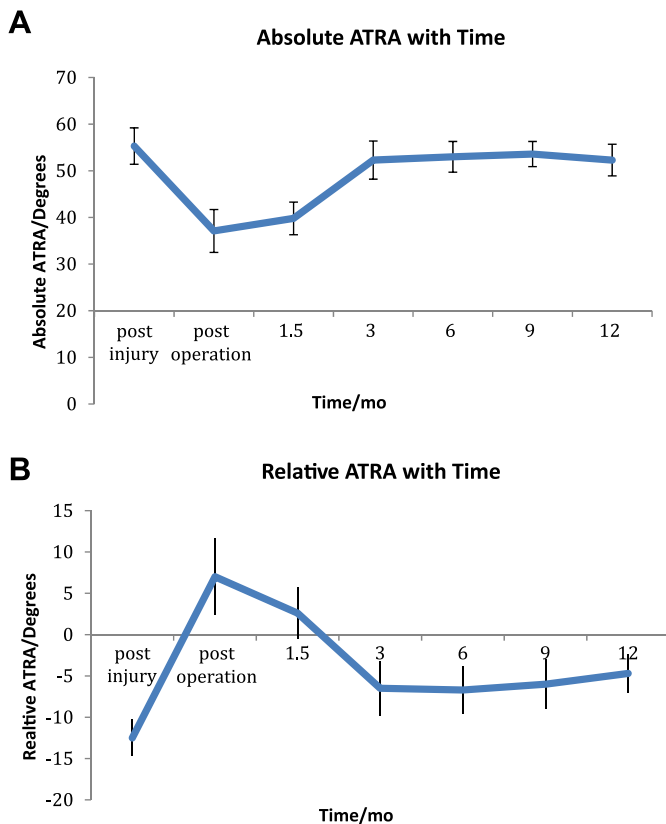 A
Absolute ATRA with Time
Absolute ATRA/Degrees
70
60
50
40
30
20
10
0
post injury
post operation
1.5
3
6
9
12
Time/mo
B
Relative ATRA with Time
Realtive ATRA/Degrees
15
10
5
0
-5
-10
-15
-20
post injury
post operation
1.5
3
6
9
12
Time/mo